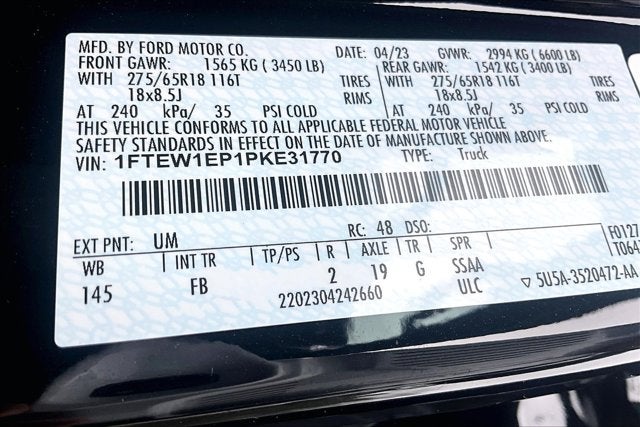 MFD. BY FORD MOTOR CO. DATE: 04/23 GVWR: 2994 KG ( 6600 LB)
FRONT GAWR: 1565 KG ( 3450 LB) REAR GAWR: 1542 KG ( 3400 LB)
WITH 275/65R18 116T TIRES WITH 275/65R18 116T TIRES
18x8.5J RIMS 18x8.5J RIMS
AT 240 kPa/ 35 PSI COLD AT 240 kPa/ 35 PSI COLD
THIS VEHICLE CONFORMS TO ALL APPLICABLE FEDERAL MOTOR VEHICLE
SAFETY STANDARDS IN EFFECT ON THE DATE OF MANUFACTURE SHOWN ABOVE.
VIN: 1FTEW1EP1PKE31770 TYPE: Truck
EXT PNT: UM RC: 48 DSO:
WB INT TR TP/PS R AXLE TR SPR
145 FB 2 19 G SSAA
2202304242660 ULC
F0127
T064
5U5A-3520472-AA